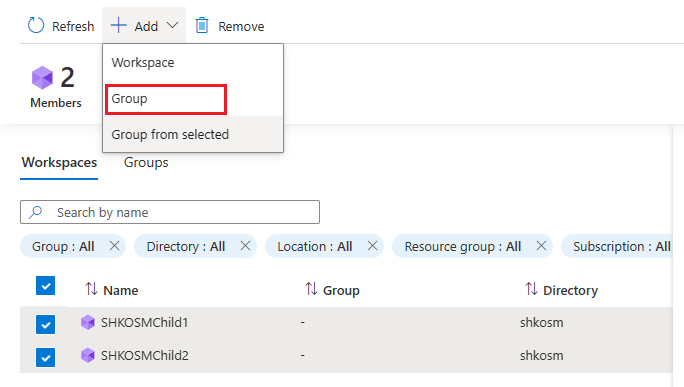 Refresh Add Remove
Workspace
2
Group
Members
Group from selected
Workspaces Groups
Search by name
Group : All Directory : All Location : All Resource group : All Subscription : All
Name Group Directory
SHKOSMChild1 - shkosm
SHKOSMChild2 - shkosm